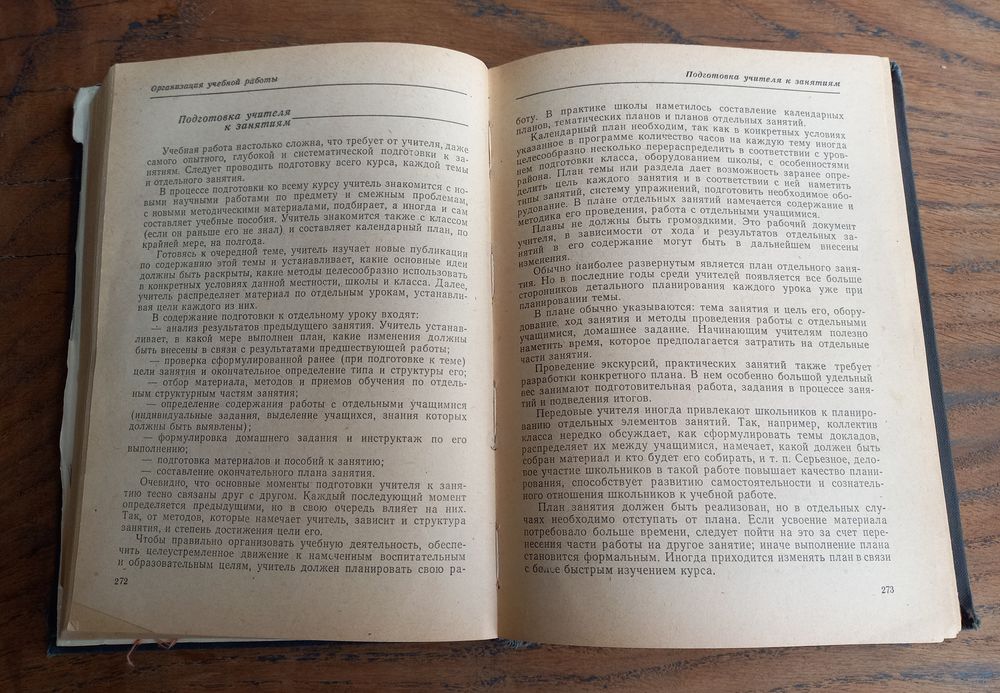 Организация учебной работы
Подготовка учителя
к занятиям
Учебная работа настолько сложна, что требует от учителя, даже
самого опытного, глубокой и систематической подготовки к за-
нятиям. Следует проводить подготовку всего курса, каждой темы
и отдельного занятия.
В процессе подготовки ко всему курсу учитель знакомится с но-
выми научными работами по предмету и смежным проблемам,
с новыми методическими материалами, подбирает, а иногда и сам
составляет учебные пособия. Учитель знакомится также с классом
(если он раньше его не знал) и составляет календарный план, по
крайней мере, на полгода.
Готовясь к очередной теме, учитель изучает новые публикации
по содержанию этой темы и устанавливает, какие основные идеи
должны быть раскрыты, какие методы целесообразно использовать
в конкретных условиях данной местности, школы и класса. Далее,
учитель распределяет материал по отдельным урокам, устанавли-
вая цели каждого из них.
В содержание подготовки к отдельному уроку входят:
— анализ результатов предыдущего занятия. Учитель устанав-
ливает, в какой мере выполнен план, какие изменения должны
быть внесены в связи с результатами предшествующей работы;
— проверка сформулированной ранее (при подготовке к теме)
цели занятия и окончательное определение типа и структуры его;
— отбор материала, методов и приемов обучения по отдель-
ным структурным частям занятия;
— определение содержания работы с отдельными учащимися
(индивидуальные задания, выделение учащихся, знания которых
должны быть выявлены);
— формулировка домашнего задания и инструктаж по его
выполнению;
— подготовка материалов и пособий к занятию;
— составление окончательного плана занятия.
Очевидно, что основные моменты подготовки учителя к заня-
тию тесно связаны друг с другом. Каждый последующий момент
определяется предыдущими, но в свою очередь влияет на них.
Так, от методов, которые намечает учитель, зависит и структура
занятия, и степень достижения цели его.
Чтобы правильно организовать учебную деятельность, обеспе-
чить целеустремленное движение к намеченным воспитательным
и образовательным целям, учитель должен планировать свою ра-
272
Подготовка учителя к занятиям
боту. В практике школы наметилось составление календарных
планов, тематических планов и планов отдельных занятий.
Календарный план необходим, так как в конкретных условиях
указанное в программе количество часов на каждую тему иногда
целесообразно несколько перераспределить в соответствии с уров-
нем подготовки класса, оборудованием школы, с особенностями
района. План темы или раздела дает возможность заранее опре-
делить цель каждого занятия и в соответствии с ней наметить
типы занятий, систему упражнений, подготовить необходимое обо-
рудование. В плане отдельных занятий намечается содержание и
методика его проведения, работа с отдельными учащимися.
Планы не должны быть громоздкими. Это рабочий документ
учителя, в зависимости от хода и результатов отдельных за-
нятий в его содержание могут быть в дальнейшем внесены
изменения.
Обычно наиболее развернутым является план отдельного заня-
тия. Но в последние годы среди учителей появляется все больше
сторонников детального планирования каждого урока уже при
планировании темы.
В плане обычно указываются: тема занятия и цель его, обору-
дование, ход занятия и методы проведения работы с отдельными
учащимися, домашнее задание. Начинающим учителям полезно
наметить время, которое предполагается затратить на отдельные
части занятия.
Проведение экскурсий, практических занятий также требует
разработки конкретного плана. В нем особенно большой удельный
вес занимают подготовительная работа, задания в процессе заня-
тий и подведения итогов.
Передовые учителя иногда привлекают школьников к планиро-
ванию отдельных элементов занятий. Так, например, коллектив
класса нередко обсуждает, как сформулировать темы докладов,
распределяет их между учащимися, намечает, какой должен быть
собран материал и кто будет его собирать, и т. п. Серьезное, дело-
вое участие школьников в такой работе повышает качество плани-
рования, способствует развитию самостоятельности и сознатель-
ного отношения школьников к учебной работе.
План занятия должен быть реализован, но в отдельных слу-
чаях необходимо отступать от плана. Если усвоение материала
потребовало больше времени, следует пойти на это за счет пере-
несения части работы на другое занятие; иначе выполнение плана
становится формальным. Иногда приходится изменять план в связи
с более быстрым изучением курса.
273